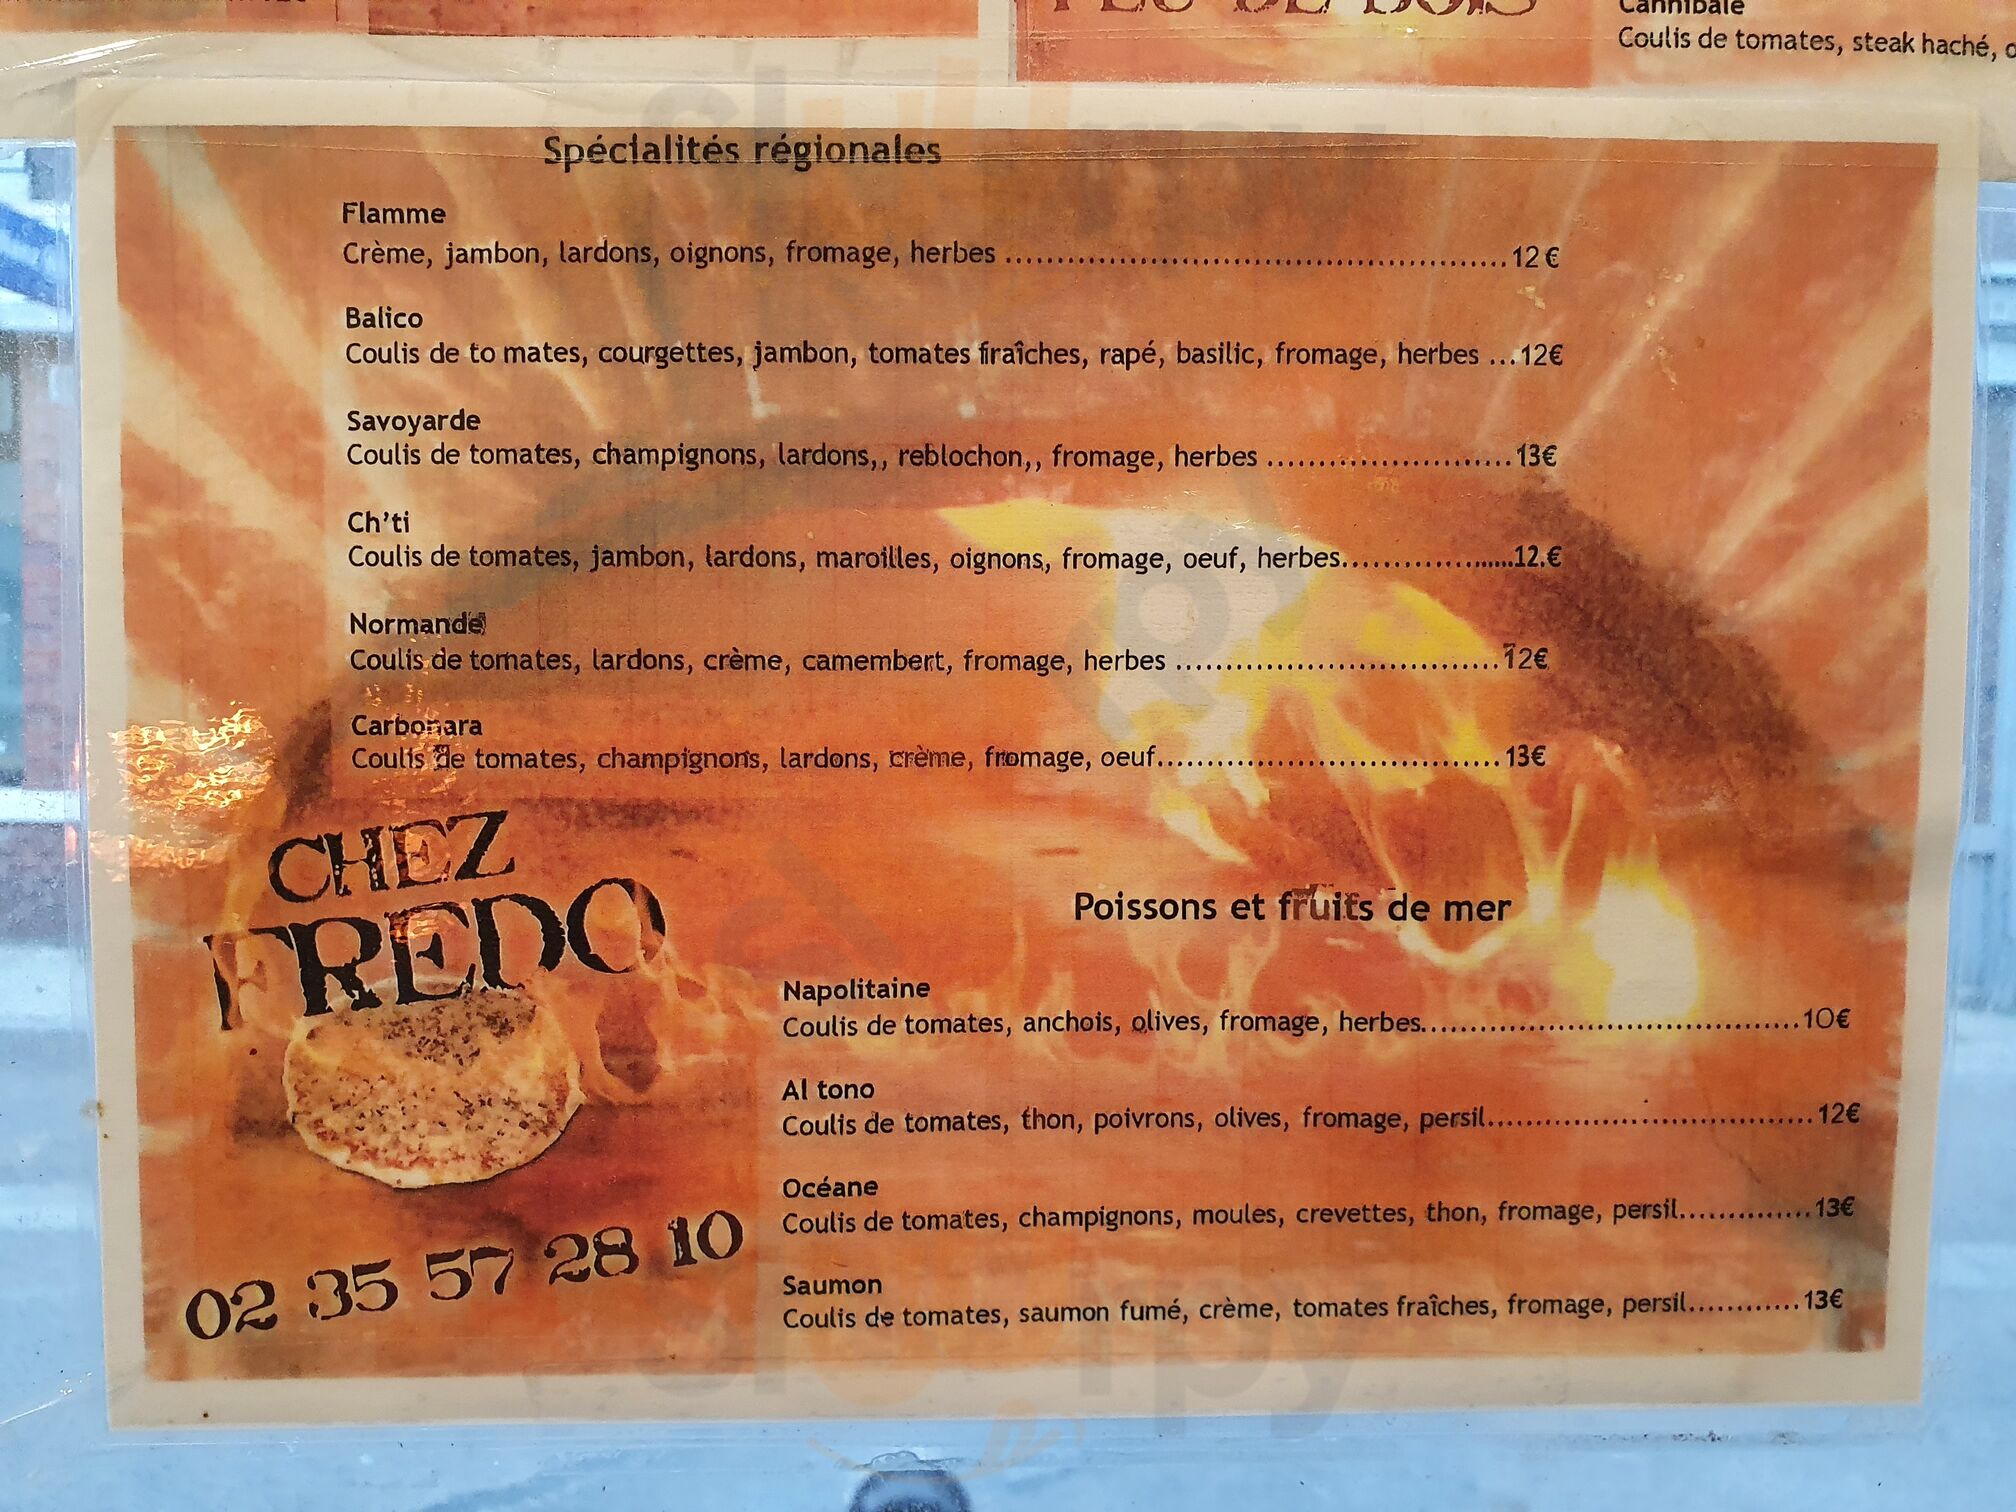 FEU DE BOIS
Cannibale
Coulis de tomates, steak haché,
Spécialités régionales
Flamme
Crème, jambon, lardons, oignons, fromage, herbes ........................................................12 €
Balico
Coulis de to mates, courgettes, jambon, tomates firaîches, rapé, basilic, fromage, herbes ...12€
Savoyarde
Coulis de tomates, champignons, lardons,, reblochon,, fromage, herbes ..........................13€
Ch'ti
Coulis de tomates, jambon, lardons, maroilles, oignons, fromage, oeuf, herbes...................12.€
Normande
Coulis de tomates, lardons, crème, camembert, fromage, herbes ...................................12€
Carbonara
Coulis de tomates, champignons, lardons, crème, fromage, oeuf....................................13€
CHEZ
FREDO
02 35 57 28 10
Poissons et fruits de mer
Napolitaine
Coulis de tomates, anchois, olives, fromage, herbes..........................................10€
Al tono
Coulis de tomates, thon, poivrons, olives, fromage, persil....................................12€
Océane
Coulis de tomates, champignons, moules, crevettes, thon, fromage, persil...............13€
Saumon
Coulis de tomates, saumon fumé, crème, tomates fraîches, fromage, persil............13€